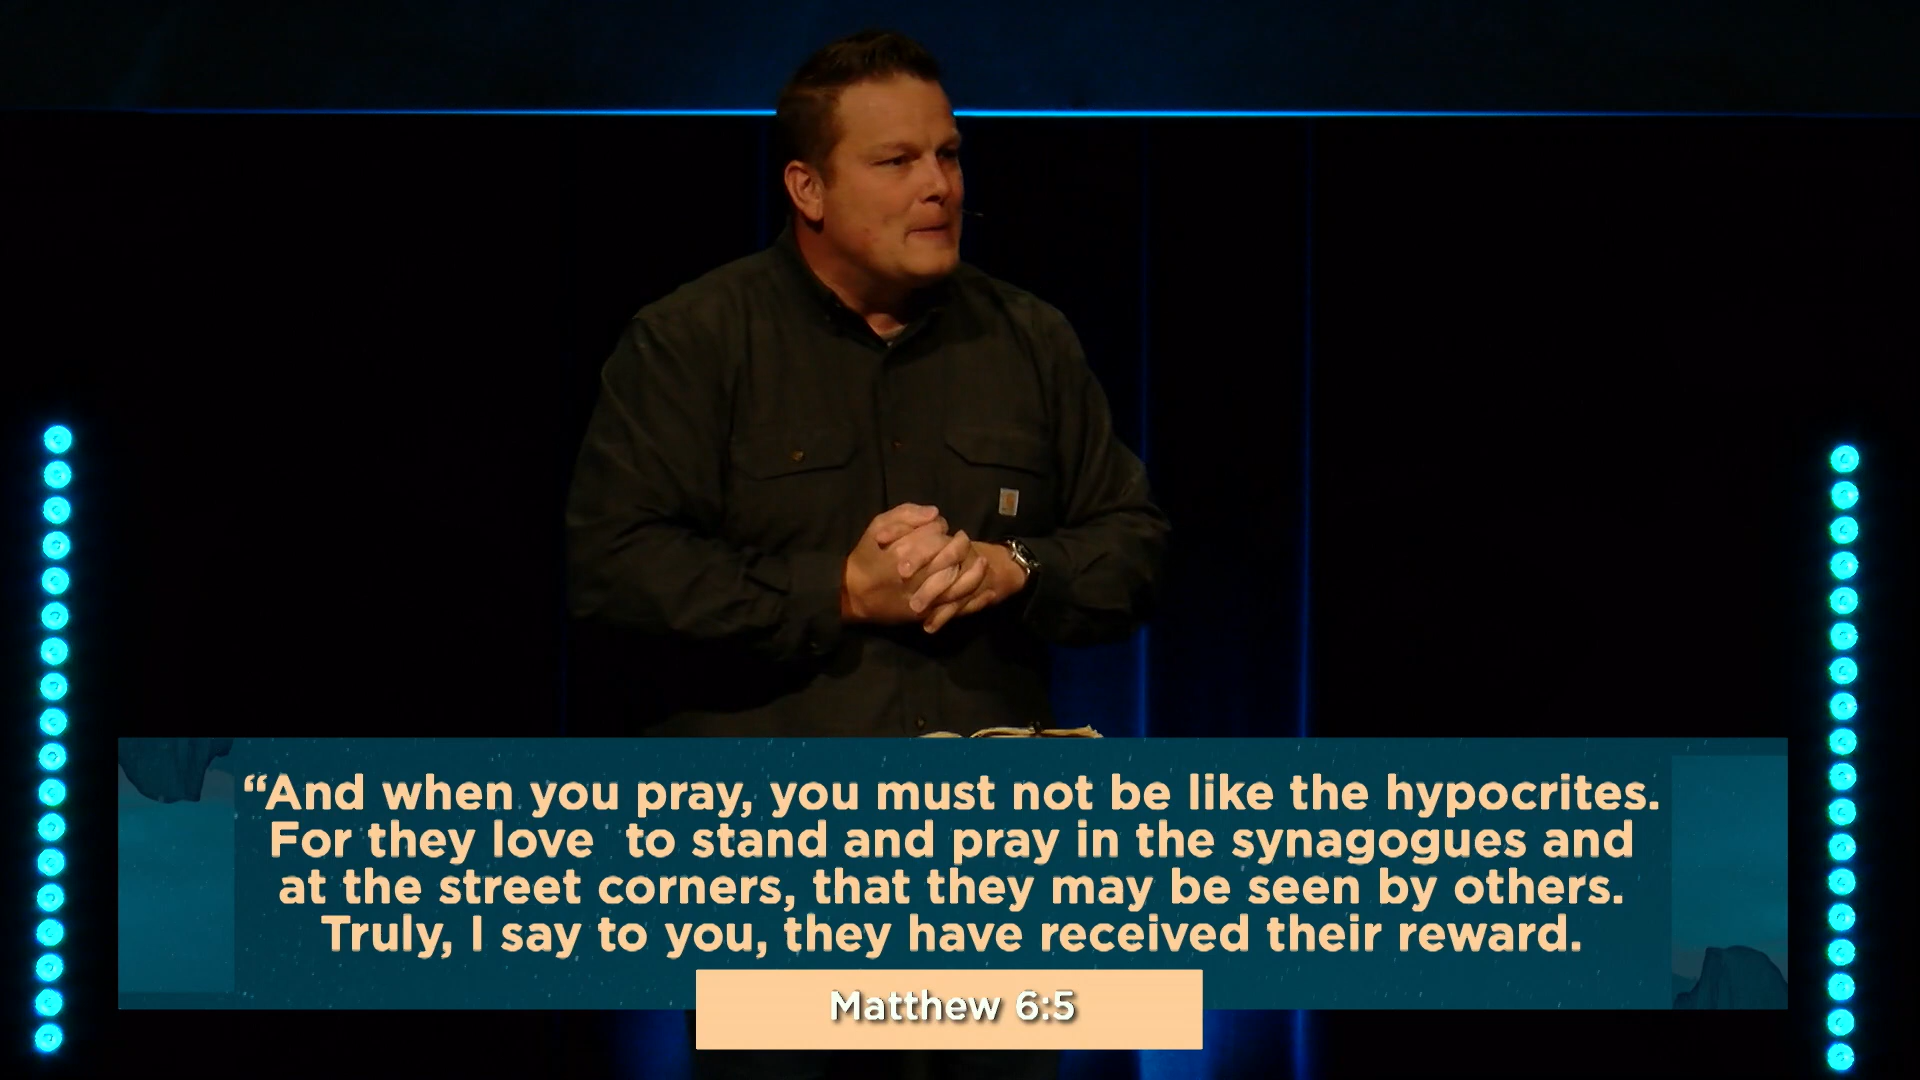 “And when you pray, you must not be like the hypocrites.
For they love  to stand and pray in the synagogues and
at the street corners, that they may be seen by others.
Truly, I say to you, they have received their reward.
Matthew 6:5